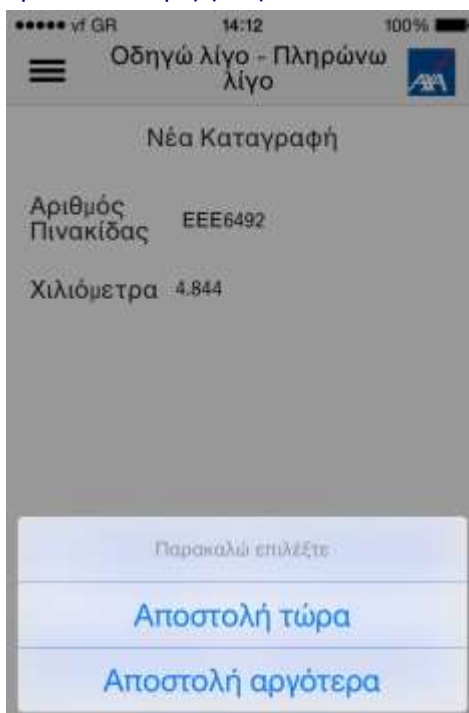 vf GR 14:12 100%
Οδηγώ λίγο - Πληρώνω
λίγο
AXA
Νέα Καταγραφή
Αριθμός
Πινακίδας EEE6492
Χιλιόμετρα 4.844
Παρακαλώ επιλέξτε
Αποστολή τώρα
Αποστολή αργότερα